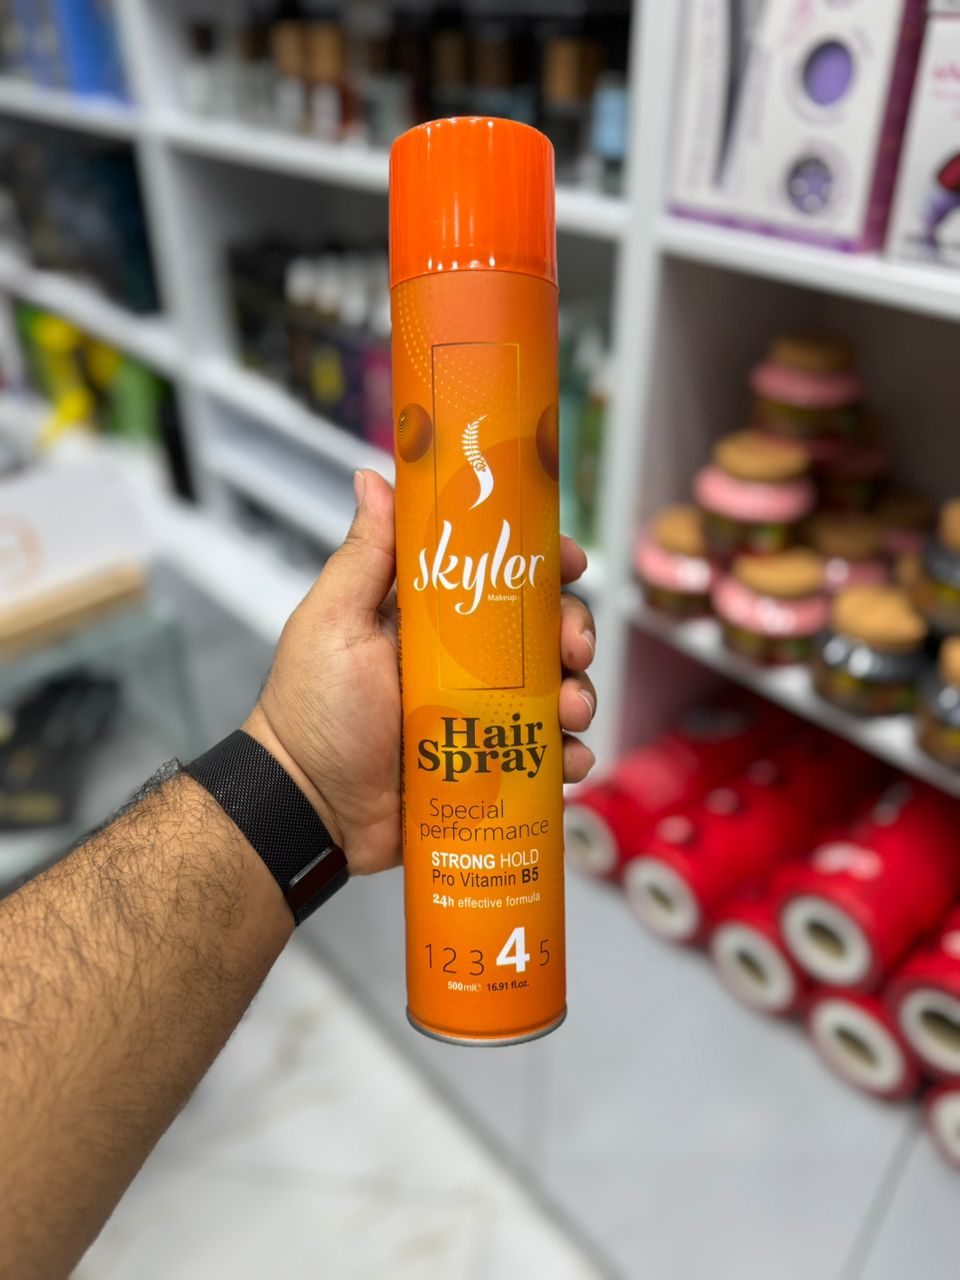 skyler
Makeup
Hair
Spray
Special
performance
STRONG HOLD
Pro Vitamin B5
24h effective formula
1 2 3 4 5
500ml℮ 16.91 fl.oz.